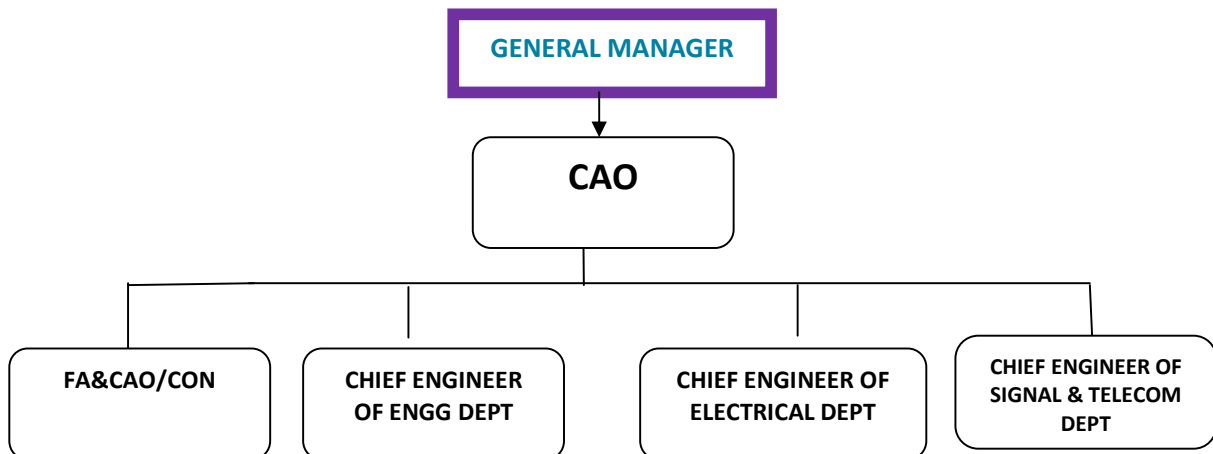 GENERAL MANAGER
CAO
FA&CAO/CON
CHIEF ENGINEER
OF ENGG DEPT
CHIEF ENGINEER OF
ELECTRICAL DEPT
CHIEF ENGINEER OF
SIGNAL & TELECOM
DEPT